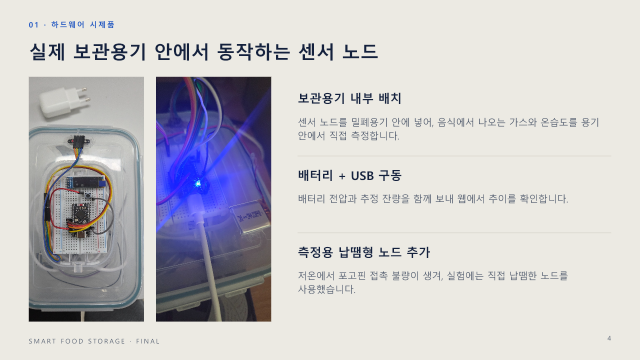 01 · 하드웨어 시제품
실제 보관용기 안에서 동작하는 센서 노드
보관용기 내부 배치
센서 노드를 밀폐용기 안에 넣어, 음식에서 나오는 가스와 온습도를 용기
안에서 직접 측정합니다.
배터리 + USB 구동
배터리 전압과 추정 잔량을 함께 보내 웹에서 추이를 확인합니다.
측정용 납땜형 노드 추가
저온에서 포고핀 접촉 불량이 생겨, 실험에는 직접 납땜한 노드를
사용했습니다.
SMART FOOD STORAGE · FINAL
4